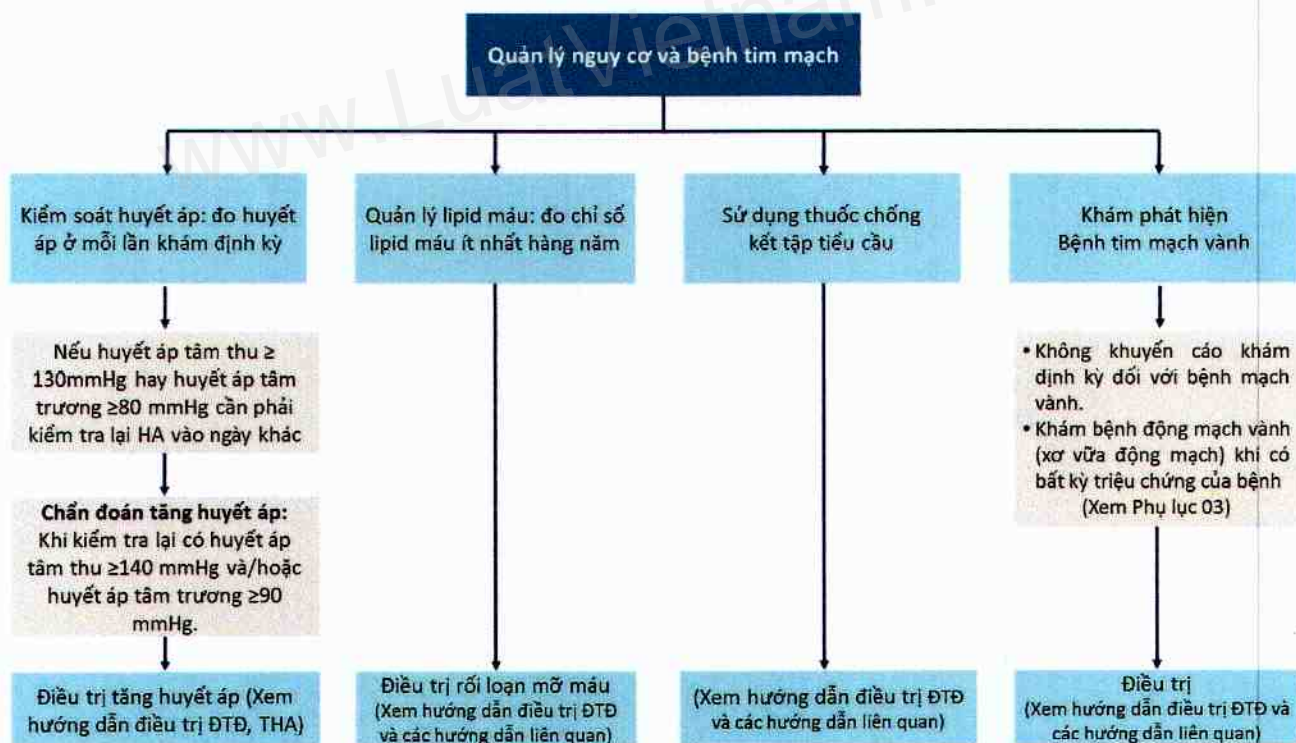 www.LuatVietnam.
Quản lý nguy cơ và bệnh tim mạch
Kiểm soát huyết áp: đo huyết
áp ở mỗi lần khám định kỳ
Nếu huyết áp tâm thu ≥
130mmHg hay huyết áp tâm
trương ≥80 mmHg cần phải
kiểm tra lại HA vào ngày khác
Chẩn đoán tăng huyết áp:
Khi kiểm tra lại có huyết áp
tâm thu ≥140 mmHg và/hoặc
huyết áp tâm trương ≥90
mmHg.
Điều trị tăng huyết áp (Xem
hướng dẫn điều trị ĐTĐ, THA)
Quản lý lipid máu: đo chỉ số
lipid máu ít nhất hàng năm
Điều trị rối loạn mỡ máu
(Xem hướng dẫn điều trị ĐTĐ
và các hướng dẫn liên quan)
Sử dụng thuốc chống
kết tập tiểu cầu
(Xem hướng dẫn điều trị ĐTĐ
và các hướng dẫn liên quan)
Khám phát hiện
Bệnh tim mạch vành
• Không khuyến cáo khám
định kỳ đối với bệnh mạch
vành.
• Khám bệnh động mạch vành
(xơ vữa động mạch) khi có
bất kỳ triệu chứng của bệnh
(Xem Phụ lục 03)
Điều trị
(Xem hướng dẫn điều trị ĐTĐ và
các hướng dẫn liên quan)